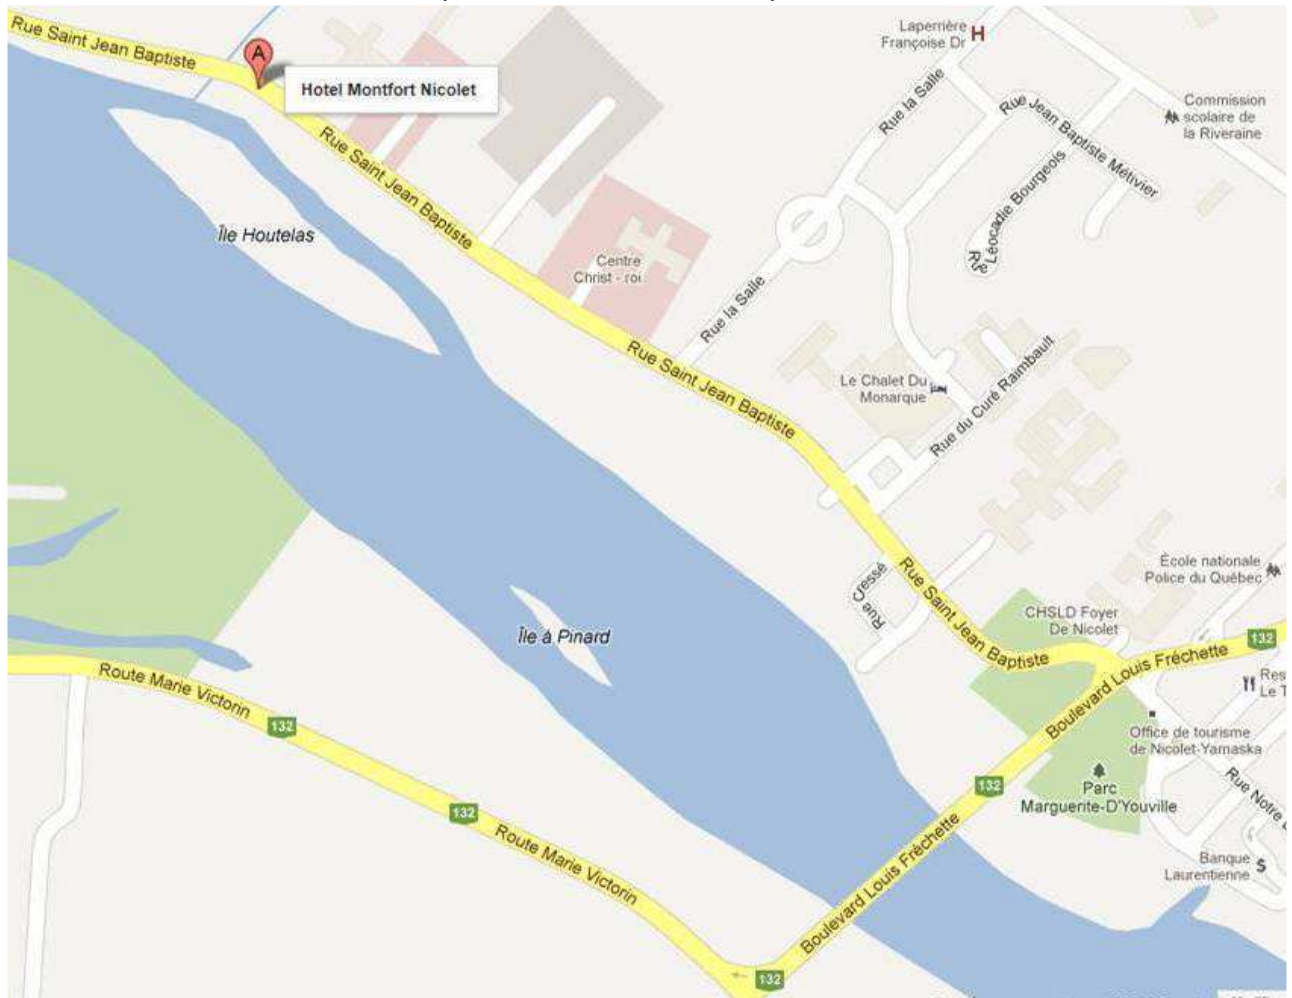 Rue Saint Jean Baptiste
A
Hotel Montfort Nicolet
Laperrière
Françoise Dr
H
Rue la Salle
Rue Jean Baptiste Métivier
Commission
scolaire de
la Riveraine
Rue Saint Jean Baptiste
Rue Léocadie Bourgeois
Île Houtelas
Centre
Christ - roi
Rue la Salle
Rue Saint Jean Baptiste
Le Chalet Du
Monarque
Rue du Curé Raimbault
Rue Cressé
Rue Saint Jean Baptiste
École nationale
Police du Québec
CHSLD Foyer
De Nicolet
Île à Pinard
132
Boulevard Louis Fréchette
Route Marie Victorin
132
Res
Le T
Office de tourisme
de Nicolet-Yamaska
132
Parc
Marguerite-D'Youville
Rue Notre
132
Route Marie Victorin
Boulevard Louis Fréchette
Banque
Laurentienne
$
132